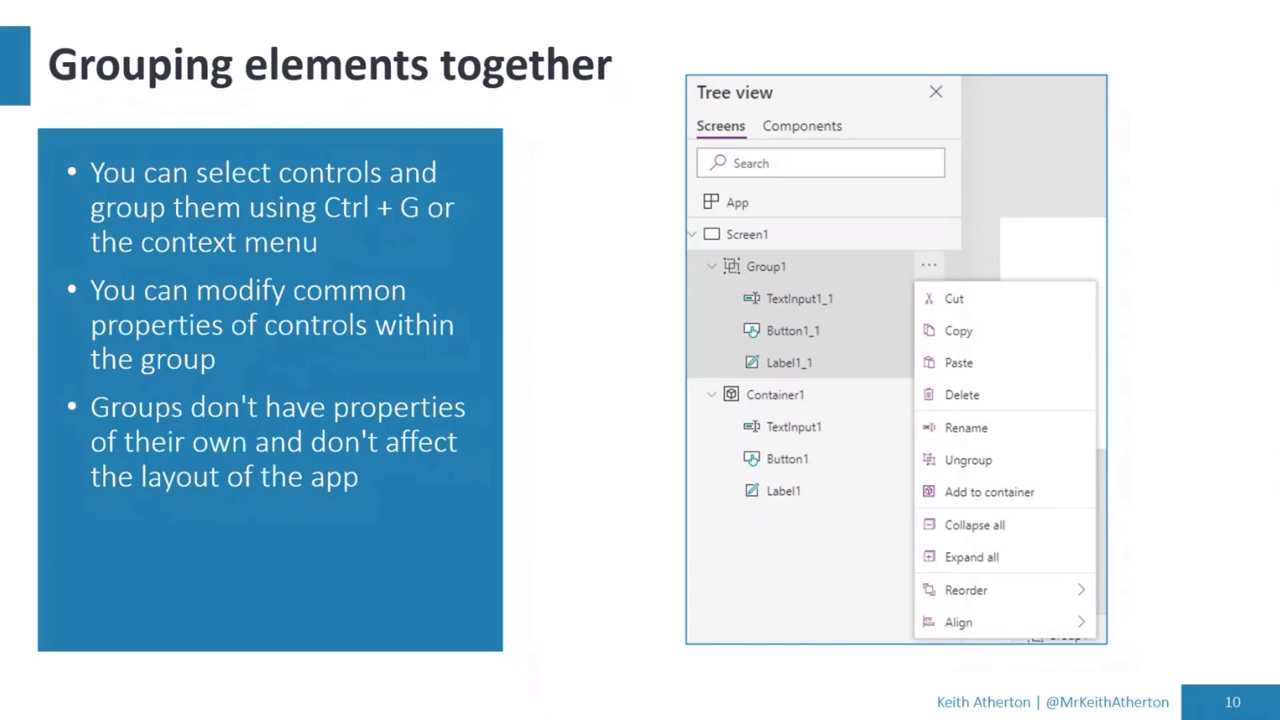 Grouping elements together
• You can select controls and
group them using Ctrl + G or
the context menu
• You can modify common
properties of controls within
the group
• Groups don't have properties
of their own and don't affect
the layout of the app
Tree view
Screens Components
Search
App
Screen1
Group1
TextInput1_1
Button1_1
Label1_1
Container1
TextInput1
Button1
Label1
Cut
Copy
Paste
Delete
Rename
Ungroup
Add to container
Collapse all
Expand all
Reorder
Align
Keith Atherton | @MrKeithAtherton
10